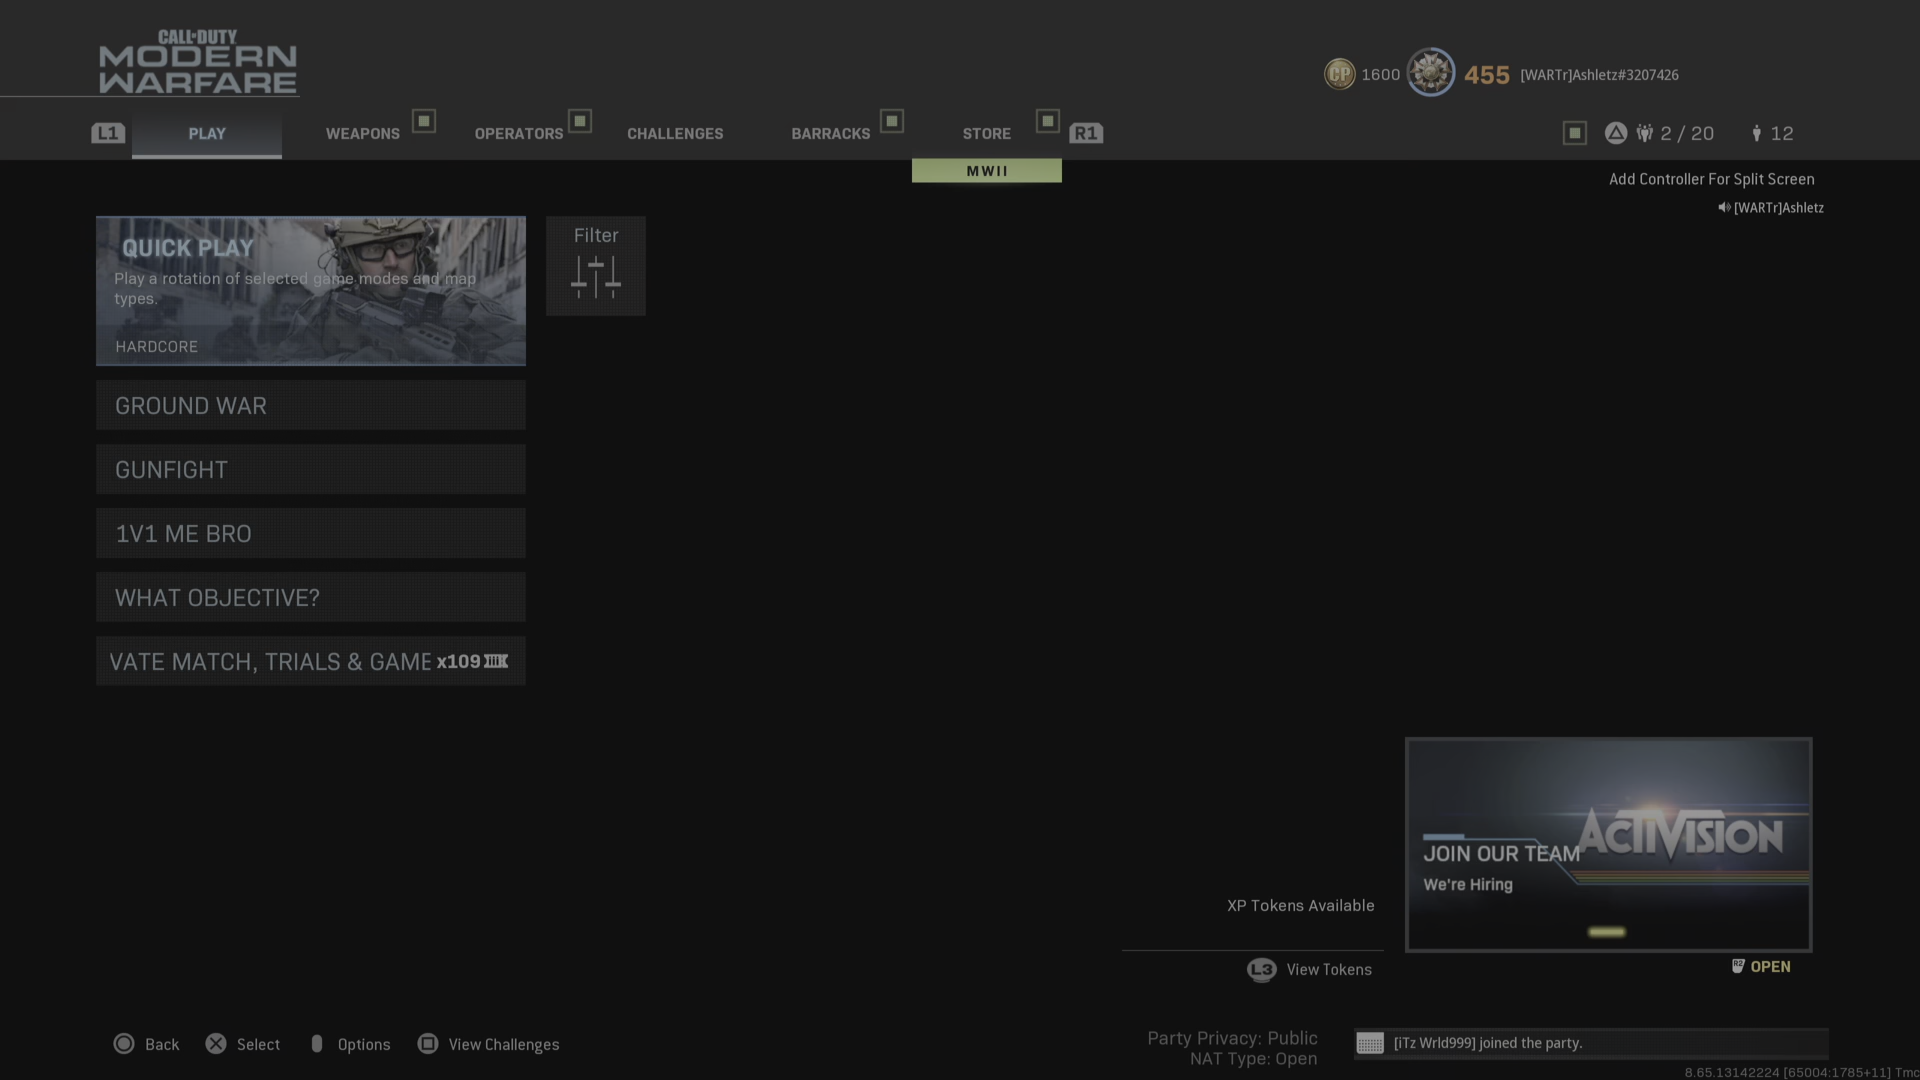 CALL OF DUTY
MODERN
WARFARE
CP 1600 455 [WARTr]Ashletz#3207426
L1 PLAY WEAPONS OPERATORS CHALLENGES BARRACKS STORE R1 2 / 20 12
MWII
Add Controller For Split Screen
[WARTr]Ashletz
QUICK PLAY
Play a rotation of selected game modes and map
types.
HARDCORE
Filter
GROUND WAR
GUNFIGHT
1V1 ME BRO
WHAT OBJECTIVE?
VATE MATCH, TRIALS & GAME x109
ACTIVISION
JOIN OUR TEAM
We're Hiring
XP Tokens Available
L3 View Tokens
R2 OPEN
Back Select Options View Challenges
Party Privacy: Public
NAT Type: Open
[iTz Wrld999] joined the party.
8.65.13142224 [65004:1785+11] Tmc